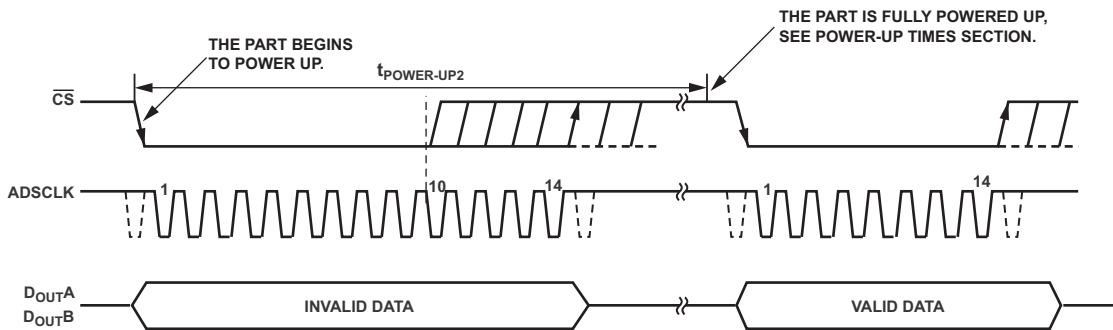 THE PART IS FULLY POWERED UP,
SEE POWER-UP TIMES SECTION.
THE PART BEGINS
TO POWER UP.
tPOWER-UP2
CS
ADSCLK
1
10
14
1
14
DOUTA
DOUTB
INVALID DATA
VALID DATA